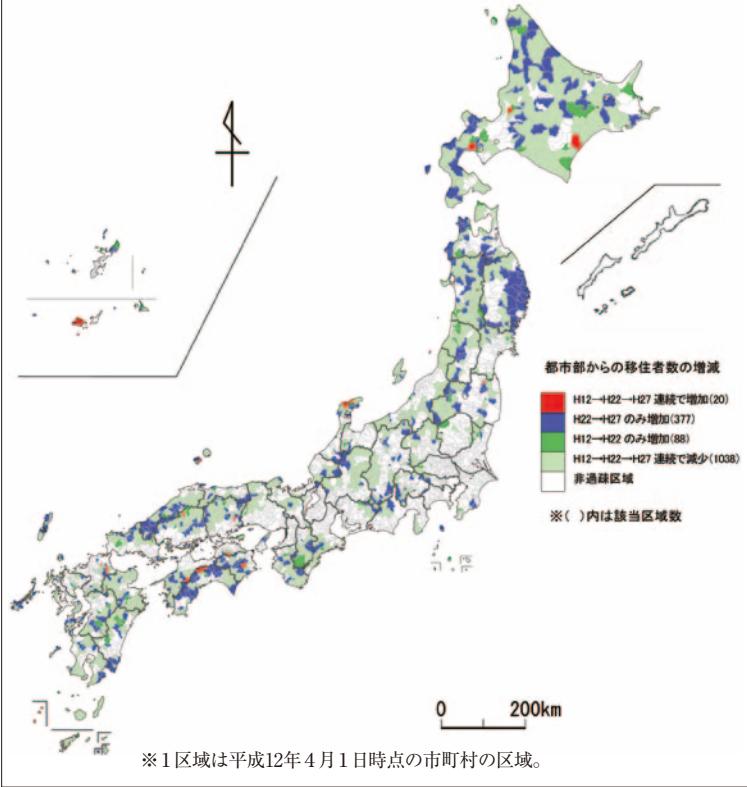 都市部からの移住者数の増減
H12→H22→H27 連続で増加(20)
H22→H27 のみ増加(377)
H12→H22 のみ増加(88)
H12→H22→H27 連続で減少(1038)
非過疎区域
※( )内は該当区域数
0 200km
※1区域は平成12年4月1日時点の市町村の区域。